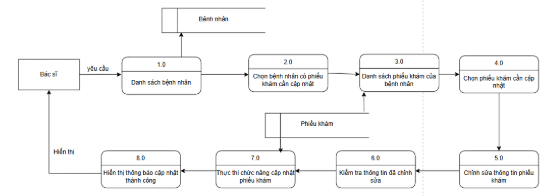 Bệnh nhân
1.0
Danh sách bệnh nhân
2.0
Chọn bệnh nhân có phiếu
khám cần cập nhật
3.0
Danh sách phiếu khám của
bệnh nhân
4.0
Chọn phiếu khám cần cập
nhật
Bác sĩ
yêu cầu
Phiếu khám
Hiển thị
8.0
Hiển thị thông báo cập nhật
thành công
7.0
Thực thi chức năng cập nhật
phiếu khám
6.0
Kiểm tra thông tin đã chỉnh
sửa
5.0
Chỉnh sửa thông tin phiếu
khám